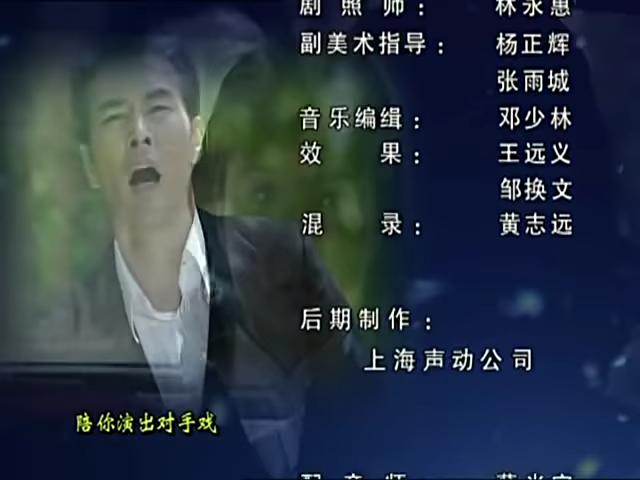 剧 照 师： 林永惠
副美术指导： 杨正辉
张雨城
音乐编缉： 邓少林
效 果： 王远义
邹换文
混 录： 黄志远
后期制作：
上海声动公司
陪你演出对手戏